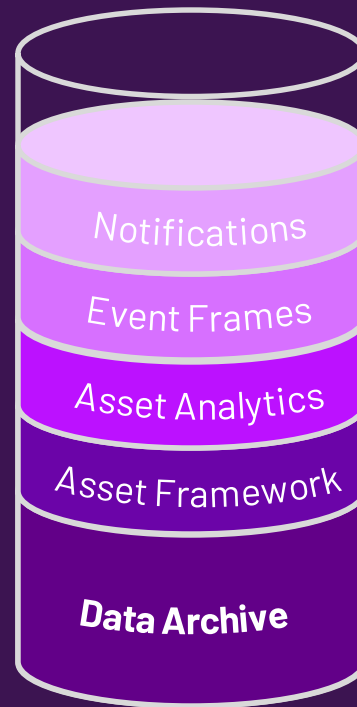 Notifications
Event Frames
Asset Analytics
Asset Framework
Data Archive